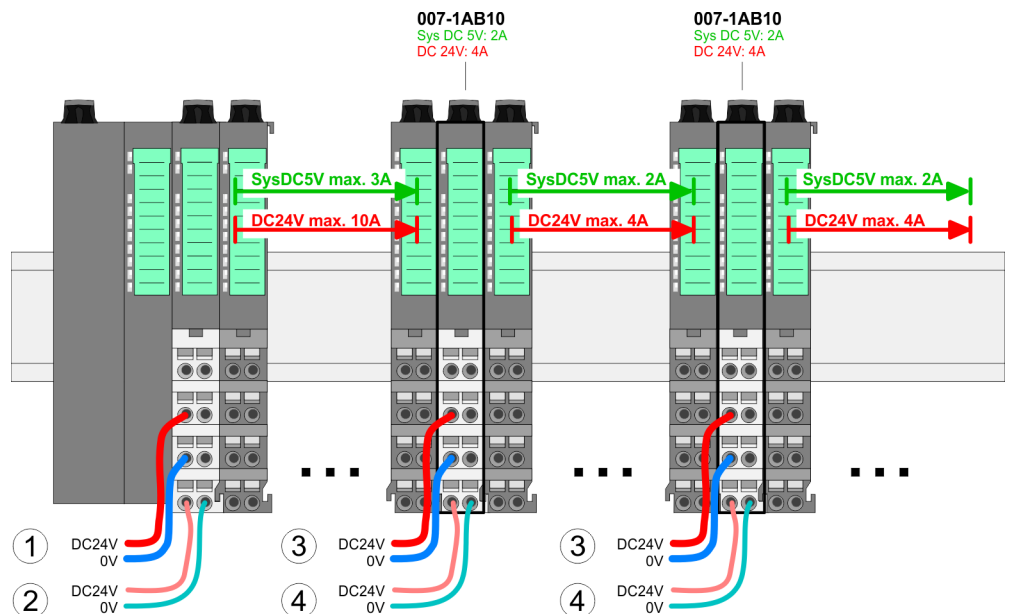 007-1AB10
Sys DC 5V: 2A
DC 24V: 4A
007-1AB10
Sys DC 5V: 2A
DC 24V: 4A
SysDC5V max. 3A
SysDC5V max. 2A
SysDC5V max. 2A
DC24V max. 10A
DC24V max. 4A
DC24V max. 4A
1
DC24V
0V
3
DC24V
0V
3
DC24V
0V
2
DC24V
0V
4
DC24V
0V
4
DC24V
0V